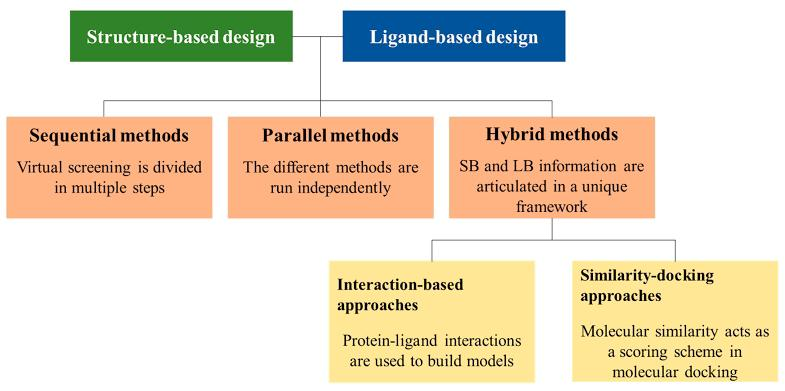 Structure-based design
Ligand-based design
Sequential methods
Virtual screening is divided
in multiple steps
Parallel methods
The different methods are
run independently
Hybrid methods
SB and LB information are
articulated in a unique
framework
Interaction-based
approaches
Protein-ligand interactions
are used to build models
Similarity-docking
approaches
Molecular similarity acts as
a scoring scheme in
molecular docking